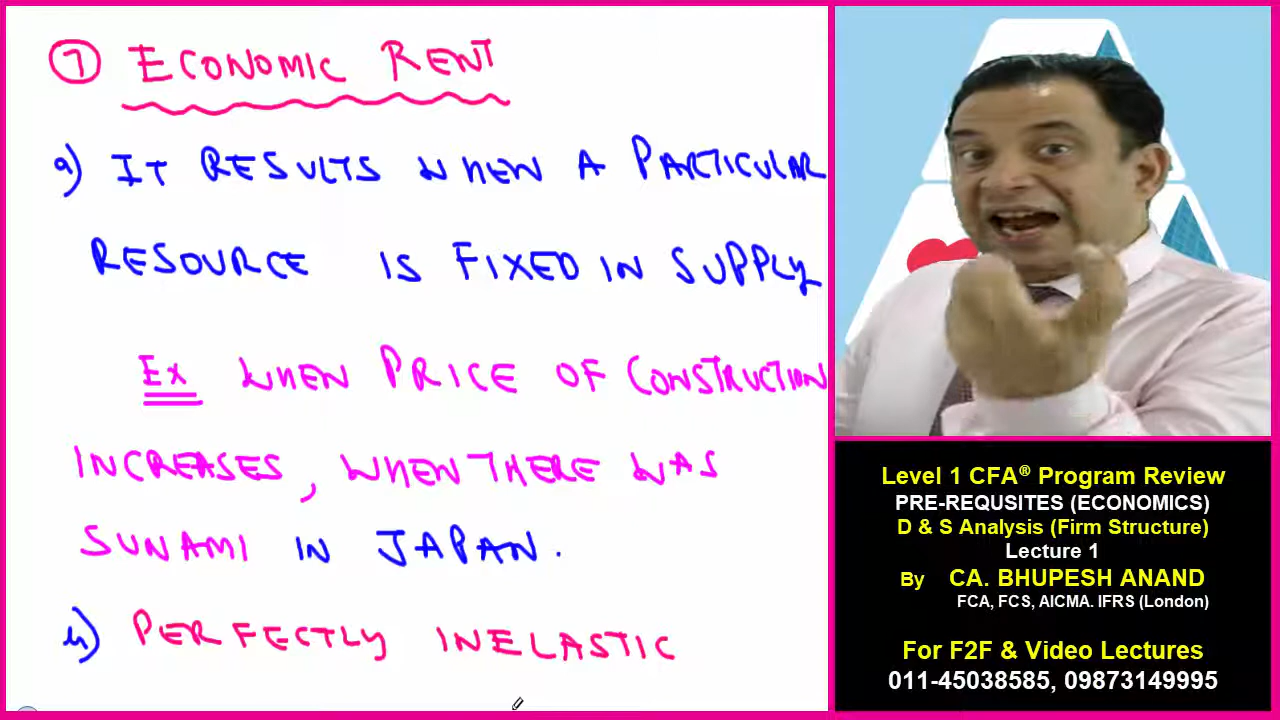 7 ECONOMIC RENT
a) IT RESULTS WHEN A PARTICULAR
RESOURCE IS FIXED IN SUPPLY
Ex WHEN PRICE OF CONSTRUCTION
INCREASES, WHEN THERE WAS
SUNAMI IN JAPAN.
b) PERFECTLY INELASTIC
Level 1 CFA® Program Review
PRE-REQUSITES (ECONOMICS)
D & S Analysis (Firm Structure)
Lecture 1
By CA. BHUPESH ANAND
FCA, FCS, AICMA. IFRS (London)
For F2F & Video Lectures
011-45038585, 09873149995